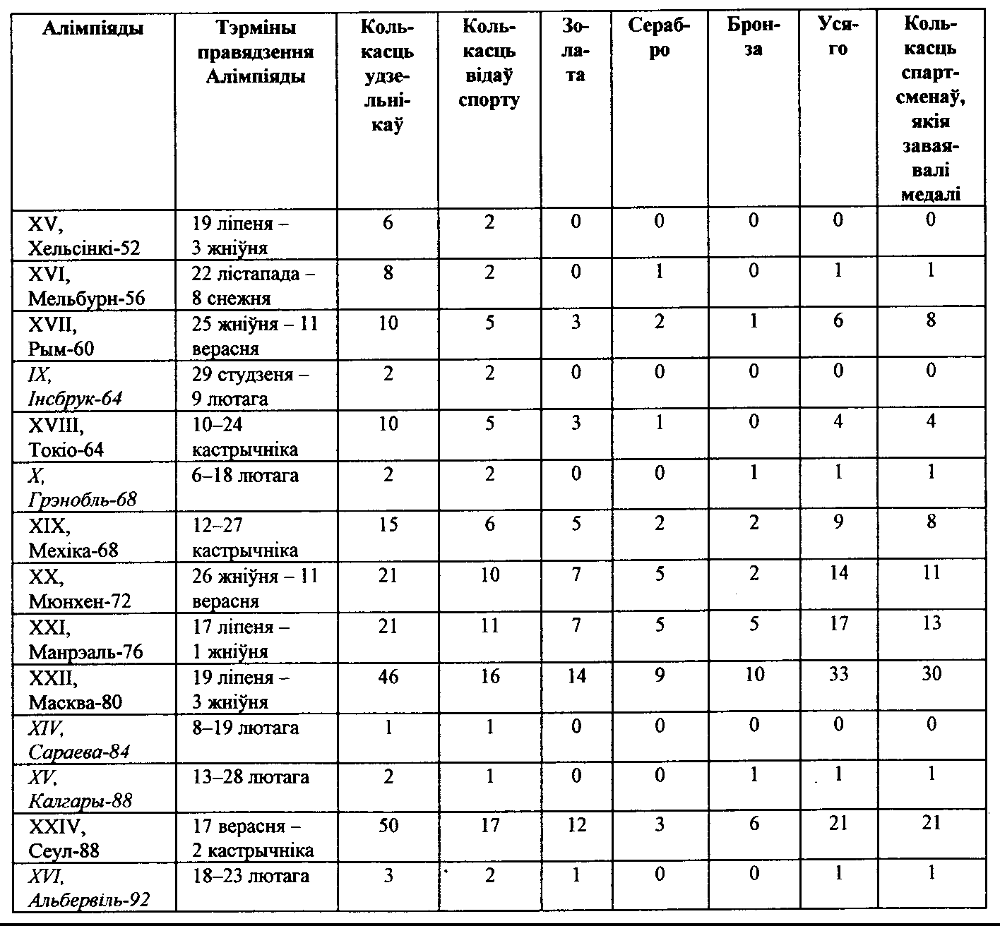 Алімпіяды | Тэрміны правядзення Алімпіяды | Коль-касць удзе-льні-каў | Коль-касць відаў спорту | Зо-ла-та | Сераб-ро | Брон-за | Уся-го | Коль-касць спарт-сменаў, якія завая-валі медалі
XV, | 19 ліпеня – | 6 | 2 | 0 | 0 | 0 | 0 | 0
Хельсінкі-52 | 3 жніўня
XVI, | 22 лістапада – | 8 | 2 | 0 | 1 | 0 | 1 | 1
Мельбурн-56 | 8 снежня
XVII, | 25 жніўня – 11 | 10 | 5 | 3 | 2 | 1 | 6 | 8
Рым-60 | верасня
IX, | 29 студзеня – | 2 | 2 | 0 | 0 | 0 | 0 | 0
Інсбрук-64 | 9 лютага
XVIII, | 10–24 | 10 | 5 | 3 | 1 | 0 | 4 | 4
Токіо-64 | кастрычніка
X, | 6–18 лютага | 2 | 2 | 0 | 0 | 1 | 1 | 1
Грэнобль-68
XIX, | 12–27 | 15 | 6 | 5 | 2 | 2 | 9 | 8
Мехіка-68 | кастрычніка
XX, | 26 жніўня – 11 | 21 | 10 | 7 | 5 | 2 | 14 | 11
Мюнхен-72 | верасня
XXI, | 17 ліпеня – | 21 | 11 | 7 | 5 | 5 | 17 | 13
Манрэаль-76 | 1 жніўня
XXII, | 19 ліпеня – | 46 | 16 | 14 | 9 | 10 | 33 | 30
Масква-80 | 3 жніўня
XIV, | 8–19 лютага | 1 | 1 | 0 | 0 | 0 | 0 | 0
Сараева-84
XV, | 13–28 лютага | 2 | 1 | 0 | 0 | 1 | 1 | 1
Калгары-88
XXIV, | 17 верасня – | 50 | 17 | 12 | 3 | 6 | 21 | 21
Сеул-88 | 2 кастрычніка
XVI, | 18–23 лютага | 3 | 2 | 1 | 0 | 0 | 1 | 1
Альбервіль-92